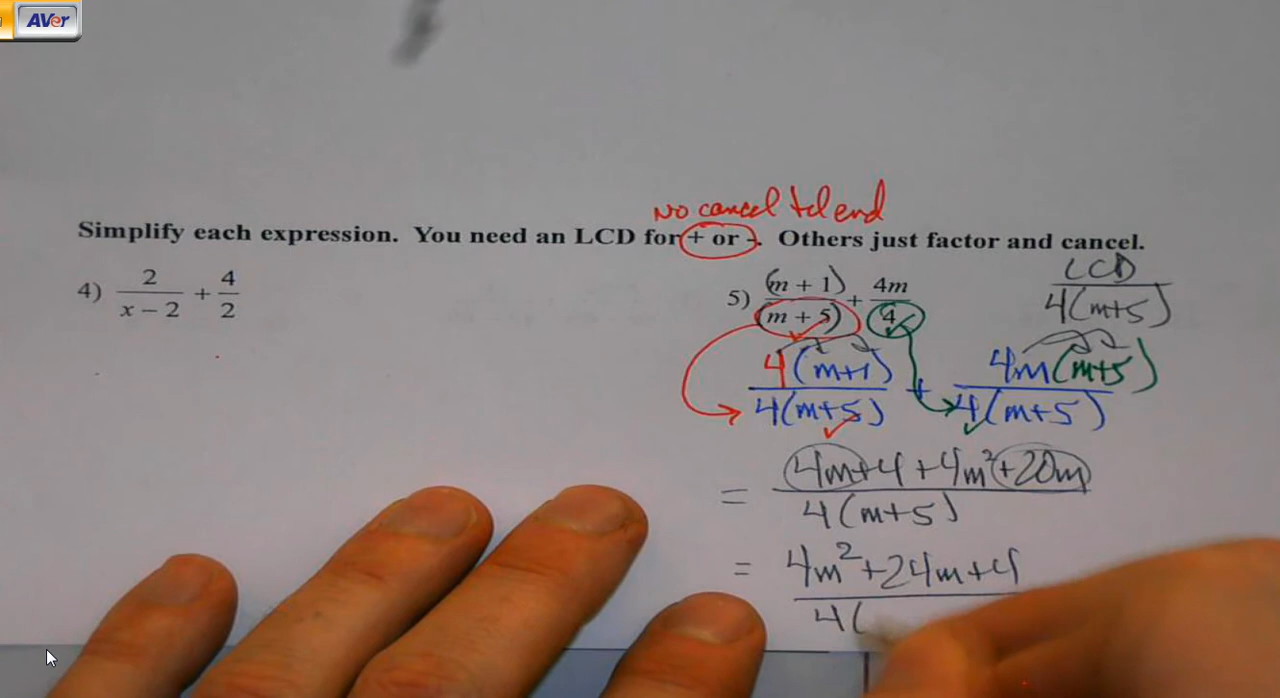 AVer
No cancel til end
Simplify each expression. You need an LCD for + or -. Others just factor and cancel.
4) 2/(x − 2) + 4/2
5) (m + 1)/(m + 5) + 4m/4
LCD
4(m+5)
4(m+1)/4(m+5) + 4m(m+5)/4(m+5)
= (4m+4+4m²+20m)/4(m+5)
= (4m²+24m+4)/4(